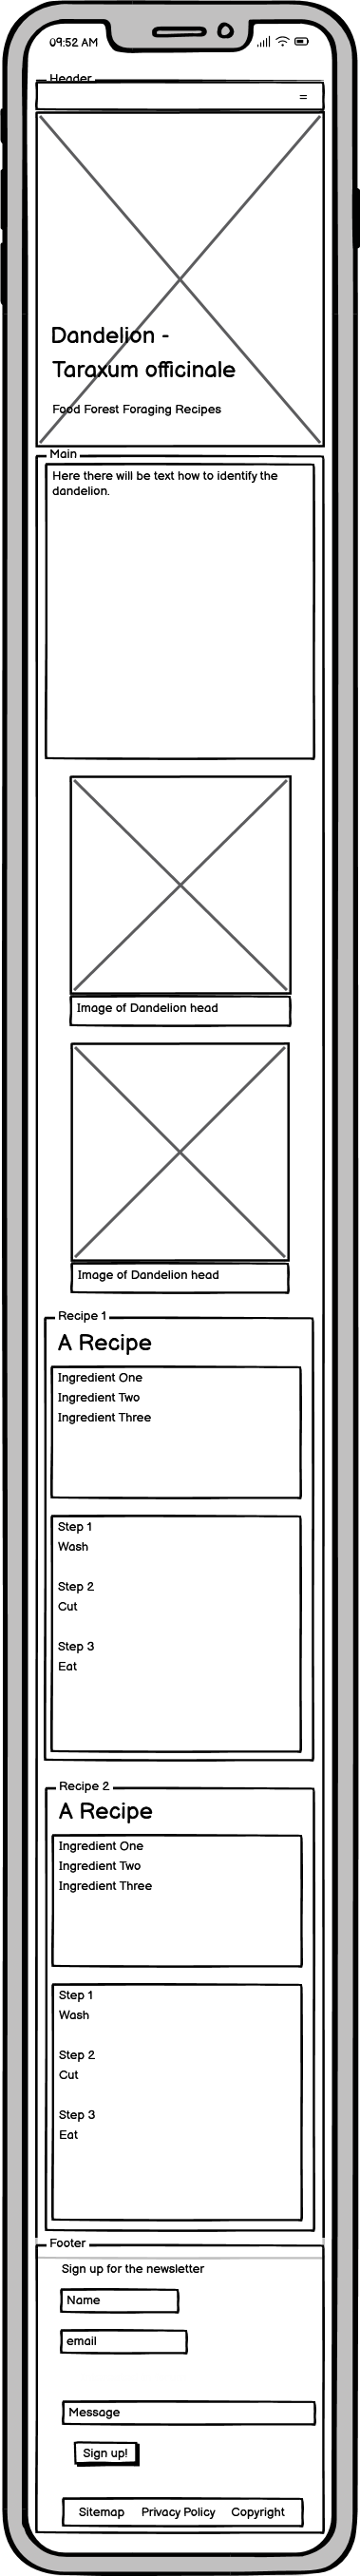 09:52 AM
Header
=
Dandelion -
Taraxum officinale
Food Forest Foraging Recipes
Main
Here there will be text how to identify the
dandelion.
Image of Dandelion head
Image of Dandelion head
Recipe 1
A Recipe
Ingredient One
Ingredient Two
Ingredient Three
Step 1
Wash
Step 2
Cut
Step 3
Eat
Recipe 2
A Recipe
Ingredient One
Ingredient Two
Ingredient Three
Step 1
Wash
Step 2
Cut
Step 3
Eat
Footer
Sign up for the newsletter
Name
email
Message
Sign up!
Sitemap Privacy Policy Copyright